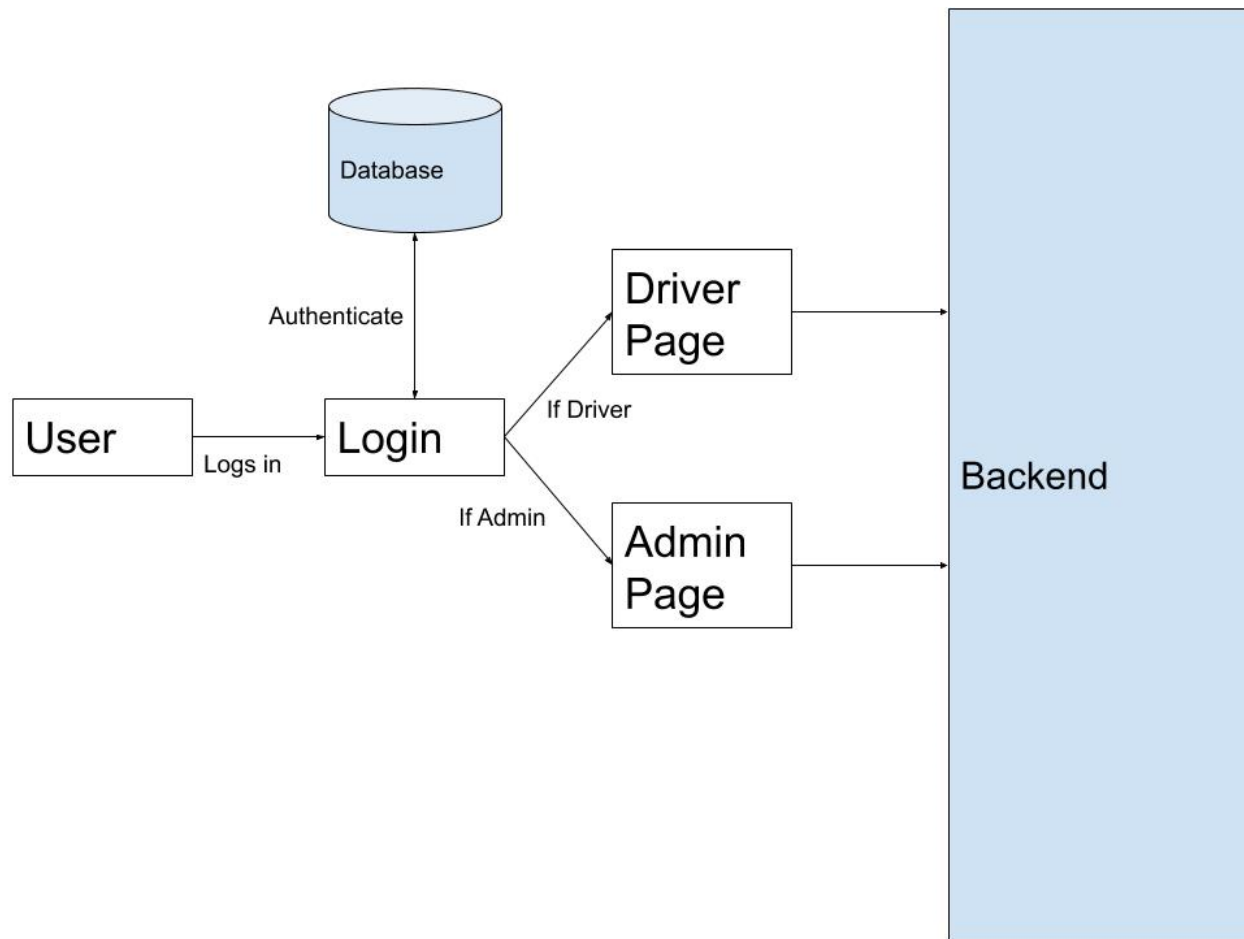 Database
Authenticate
Driver
Page
User
Logs in
Login
If Driver
If Admin
Admin
Page
Backend